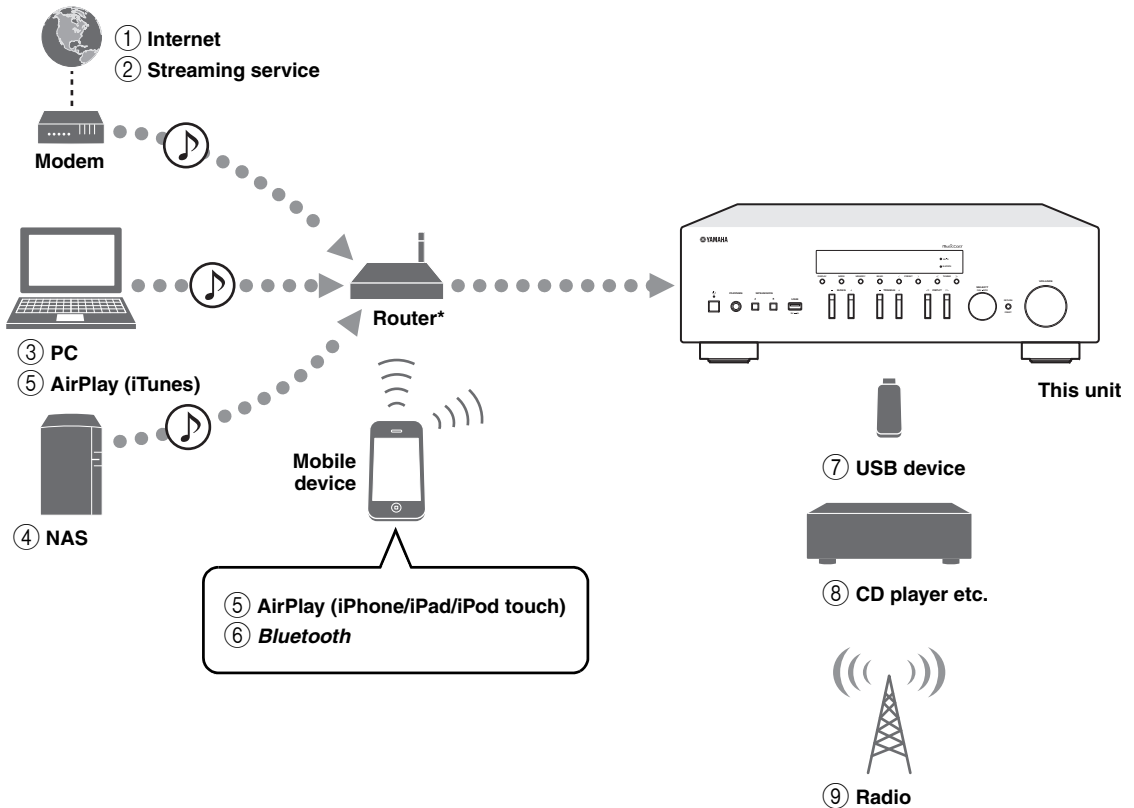 ① Internet
② Streaming service
Modem
YAMAHA
Router*
③ PC
⑤ AirPlay (iTunes)
This unit
Mobile
device
⑦ USB device
④ NAS
⑧ CD player etc.
⑤ AirPlay (iPhone/iPad/iPod touch)
⑥ Bluetooth
⑨ Radio